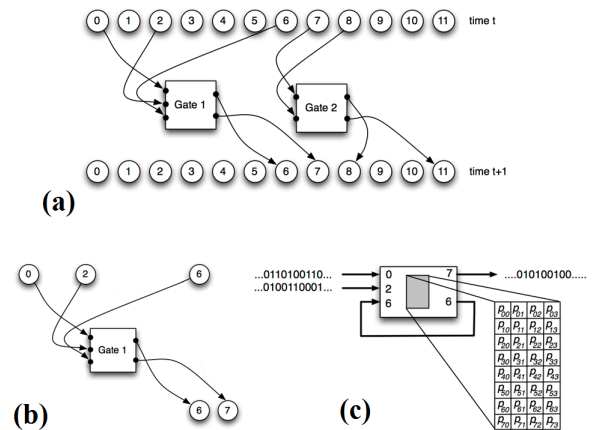 0 1 2 3 4 5 6 7 8 9 10 11 time t
Gate 1 Gate 2
0 1 2 3 4 5 6 7 8 9 10 11 time t+1
(a)
0 2 6
Gate 1
6 7
(b)
...0110100110... 0 7 ....010100100.....
...0100110001... 2
6 6
p00 p01 p02 p03
p10 p11 p12 p13
p20 p21 p22 p23
p30 p31 p32 p33
p40 p41 p42 p43
p50 p51 p52 p53
p60 p61 p62 p63
p70 p71 p72 p73
(c)